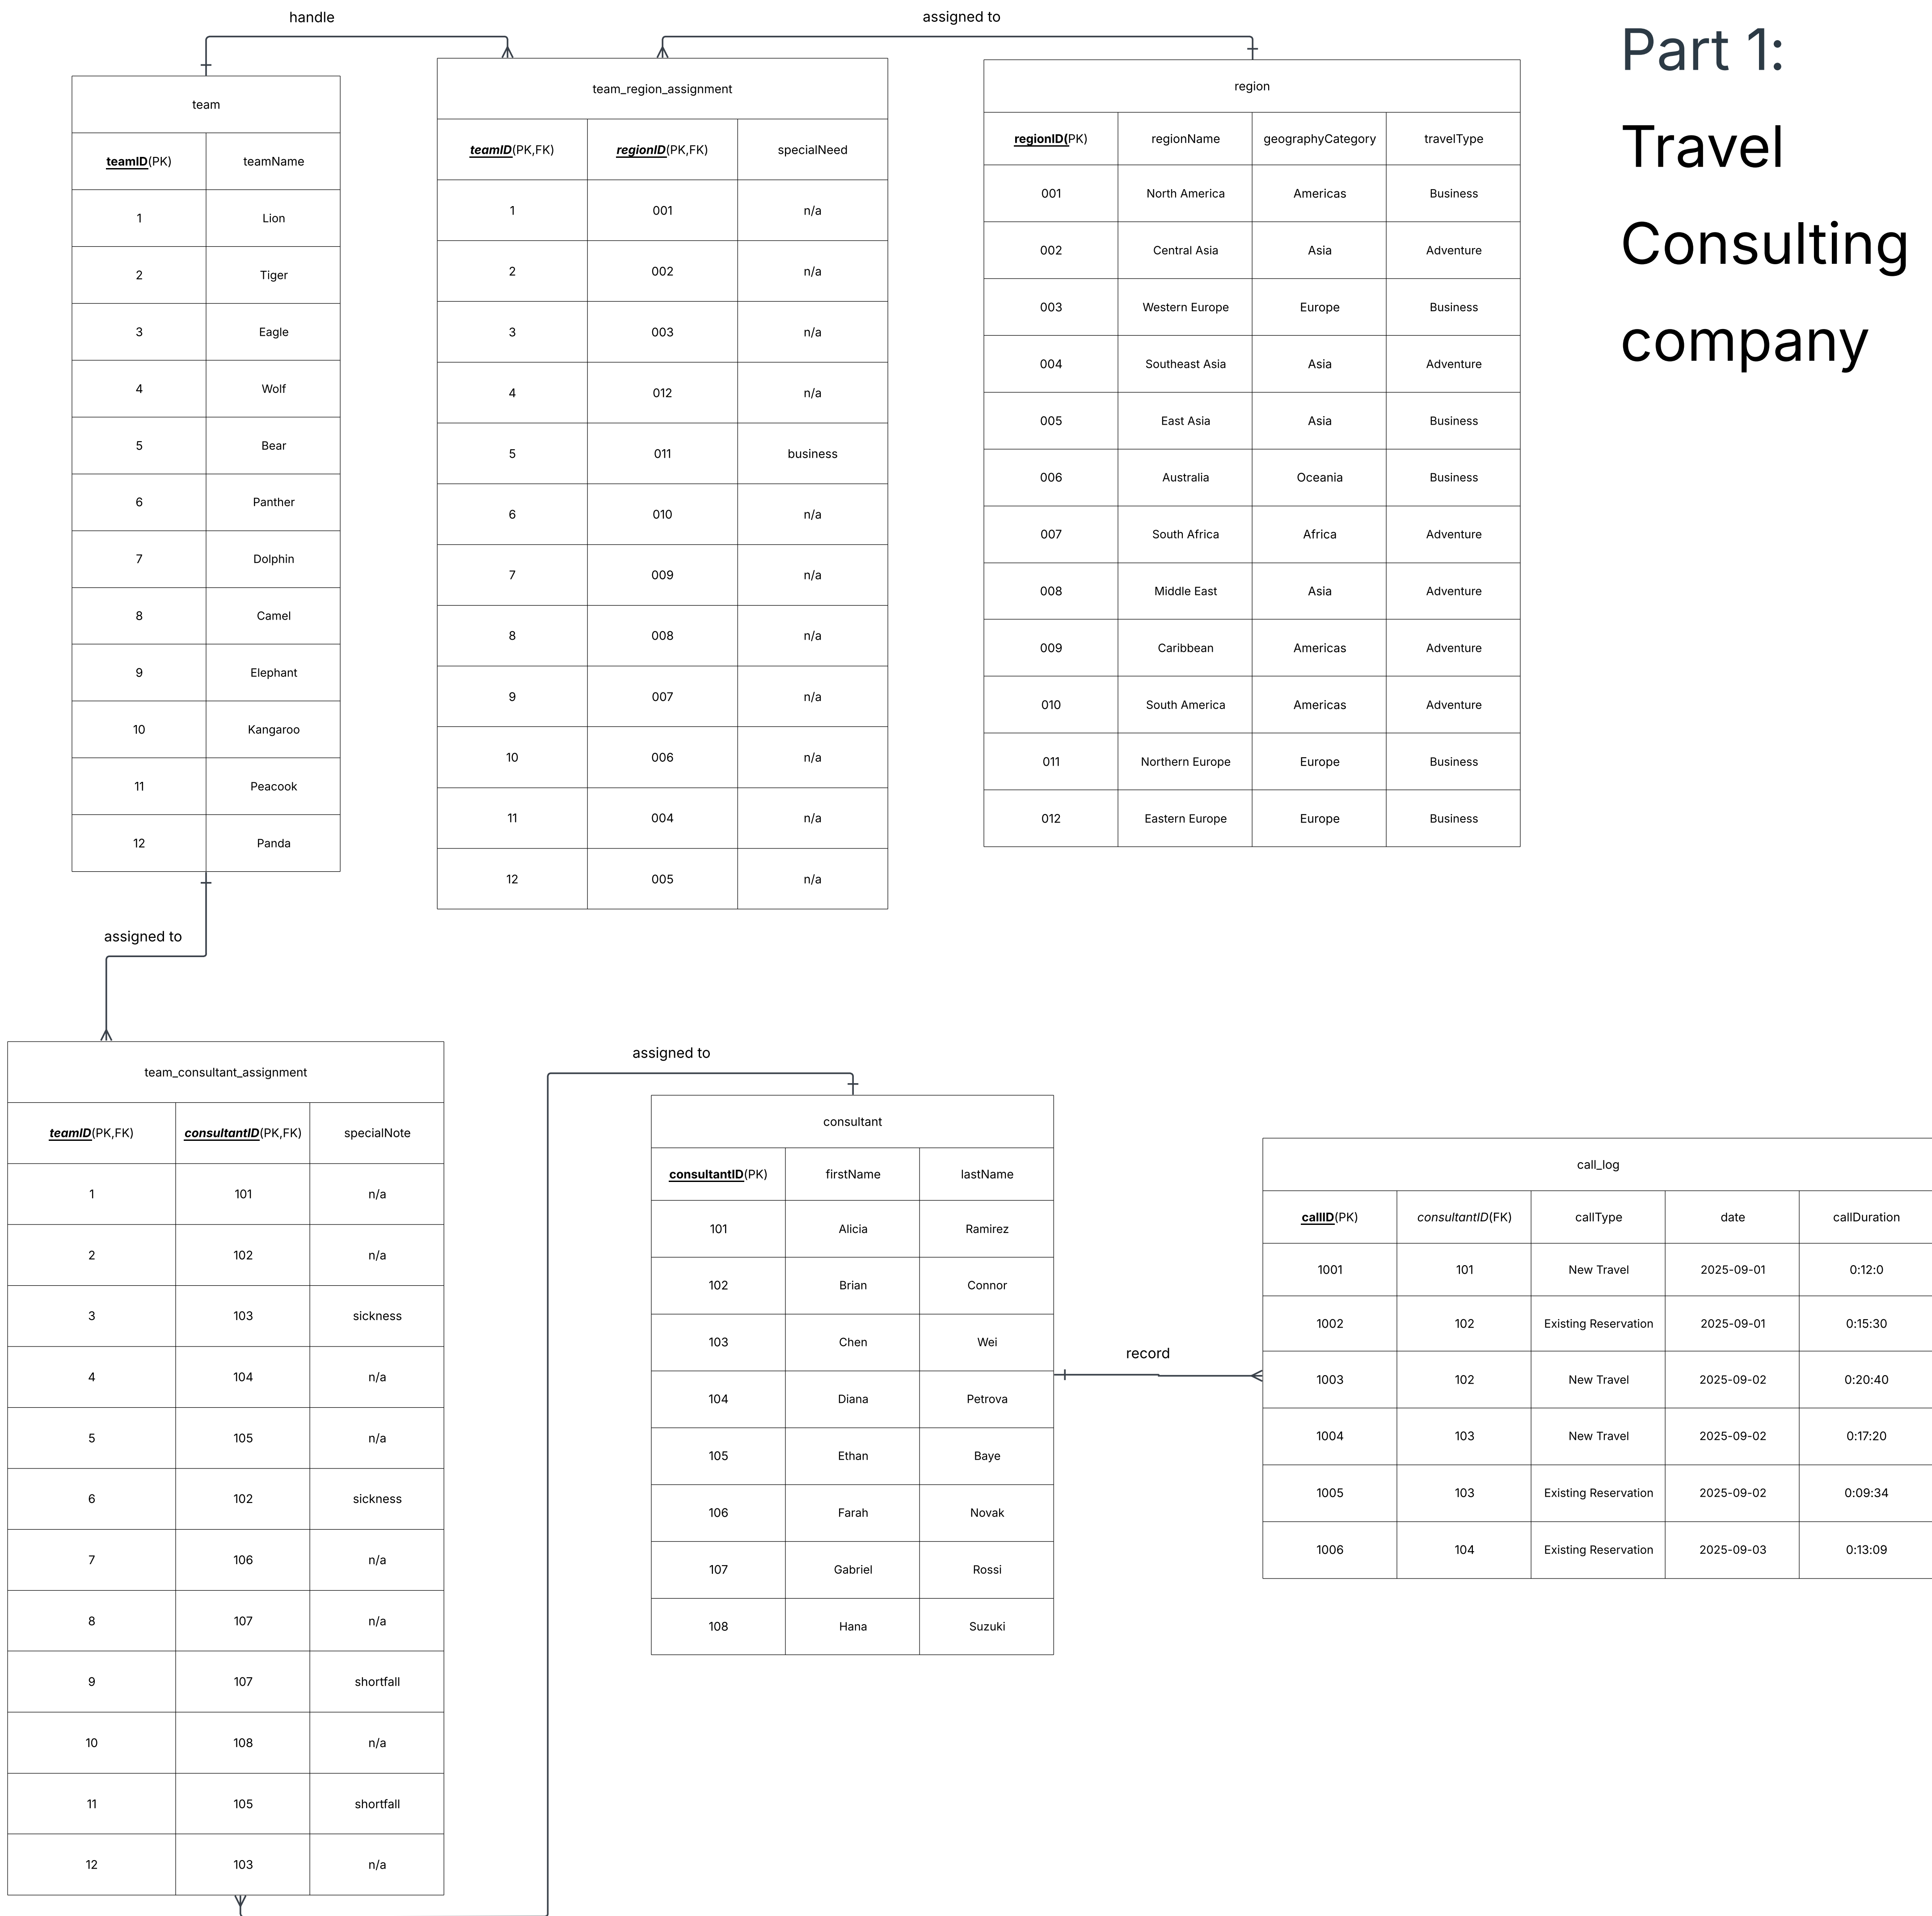 handle
assigned to
Part 1:
Travel
Consulting
company
team
teamID(PK) teamName
1 Lion
2 Tiger
3 Eagle
4 Wolf
5 Bear
6 Panther
7 Dolphin
8 Camel
9 Elephant
10 Kangaroo
11 Peacook
12 Panda
team_region_assignment
teamID(PK,FK) regionID(PK,FK) specialNeed
1 001 n/a
2 002 n/a
3 003 n/a
4 012 n/a
5 011 business
6 010 n/a
7 009 n/a
8 008 n/a
9 007 n/a
10 006 n/a
11 004 n/a
12 005 n/a
region
regionID(PK) regionName geographyCategory travelType
001 North America Americas Business
002 Central Asia Asia Adventure
003 Western Europe Europe Business
004 Southeast Asia Asia Adventure
005 East Asia Asia Business
006 Australia Oceania Business
007 South Africa Africa Adventure
008 Middle East Asia Adventure
009 Caribbean Americas Adventure
010 South America Americas Adventure
011 Northern Europe Europe Business
012 Eastern Europe Europe Business
assigned to
team_consultant_assignment
teamID(PK,FK) consultantID(PK,FK) specialNote
1 101 n/a
2 102 n/a
3 103 sickness
4 104 n/a
5 105 n/a
6 102 sickness
7 106 n/a
8 107 n/a
9 107 shortfall
10 108 n/a
11 105 shortfall
12 103 n/a
assigned to
consultant
consultantID(PK) firstName lastName
101 Alicia Ramirez
102 Brian Connor
103 Chen Wei
104 Diana Petrova
105 Ethan Baye
106 Farah Novak
107 Gabriel Rossi
108 Hana Suzuki
record
call_log
callID(PK) consultantID(FK) callType date callDuration
1001 101 New Travel 2025-09-01 0:12:0
1002 102 Existing Reservation 2025-09-01 0:15:30
1003 102 New Travel 2025-09-02 0:20:40
1004 103 New Travel 2025-09-02 0:17:20
1005 103 Existing Reservation 2025-09-02 0:09:34
1006 104 Existing Reservation 2025-09-03 0:13:09